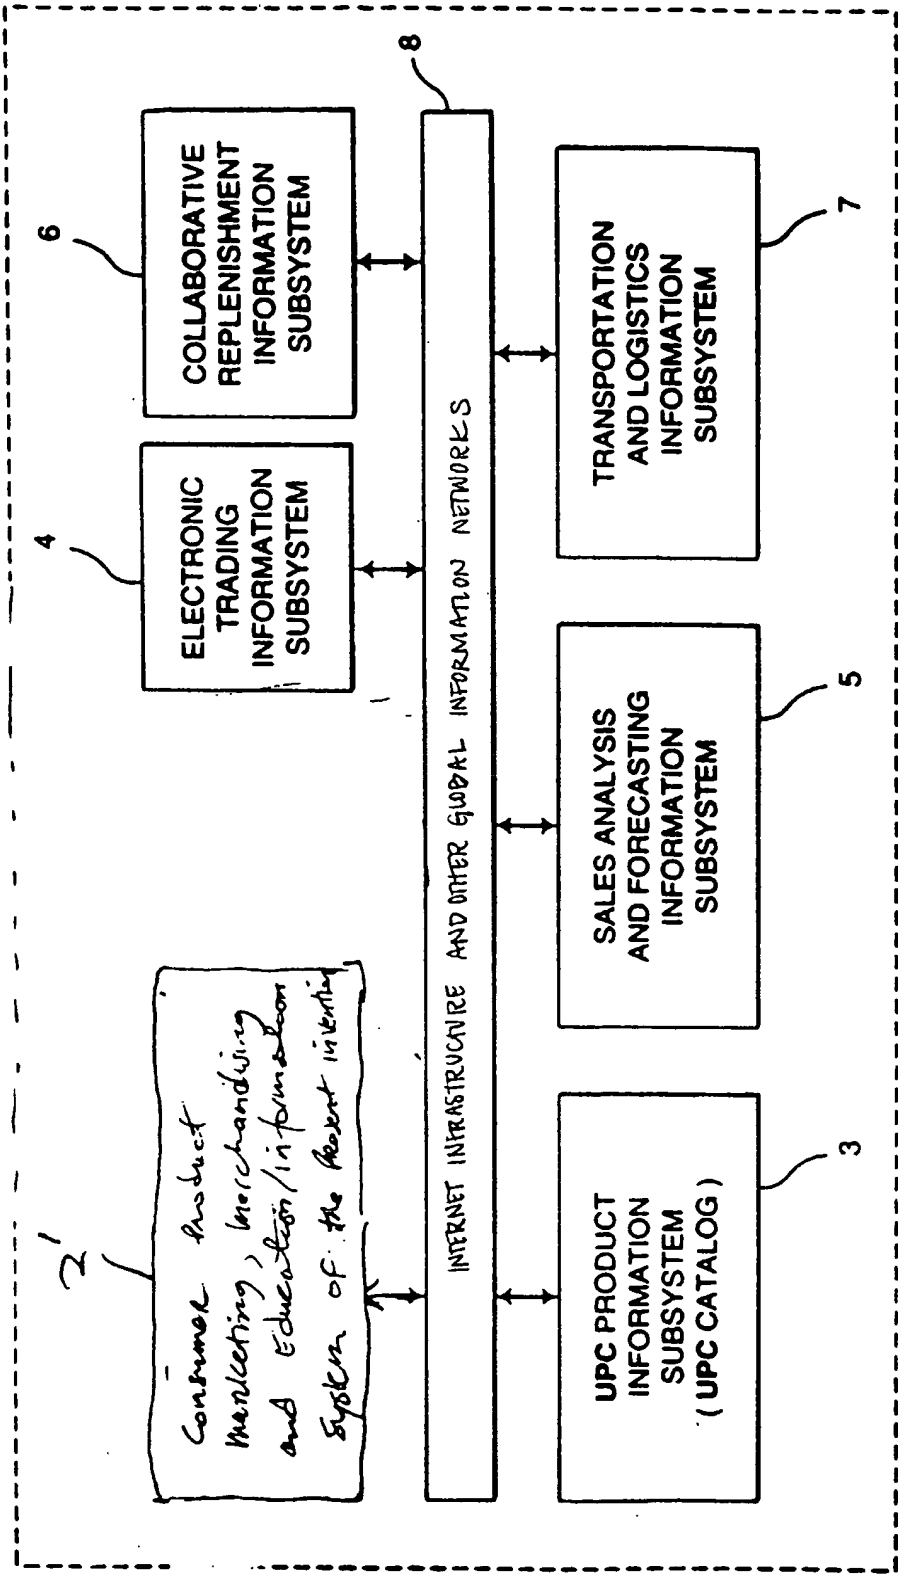 2'
Consumer Product
Marketing, Merchandising
and Education/information
System of the Present invention
4
ELECTRONIC
TRADING
INFORMATION
SUBSYSTEM
6
COLLABORATIVE
REPLENISHMENT
INFORMATION
SUBSYSTEM
8
INTERNET INFRASTRUCTURE AND OTHER GLOBAL INFORMATION NETWORKS
UPC PRODUCT
INFORMATION
SUBSYSTEM
(UPC CATALOG)
3
SALES ANALYSIS
AND FORECASTING
INFORMATION
SUBSYSTEM
5
TRANSPORTATION
AND LOGISTICS
INFORMATION
SUBSYSTEM
7